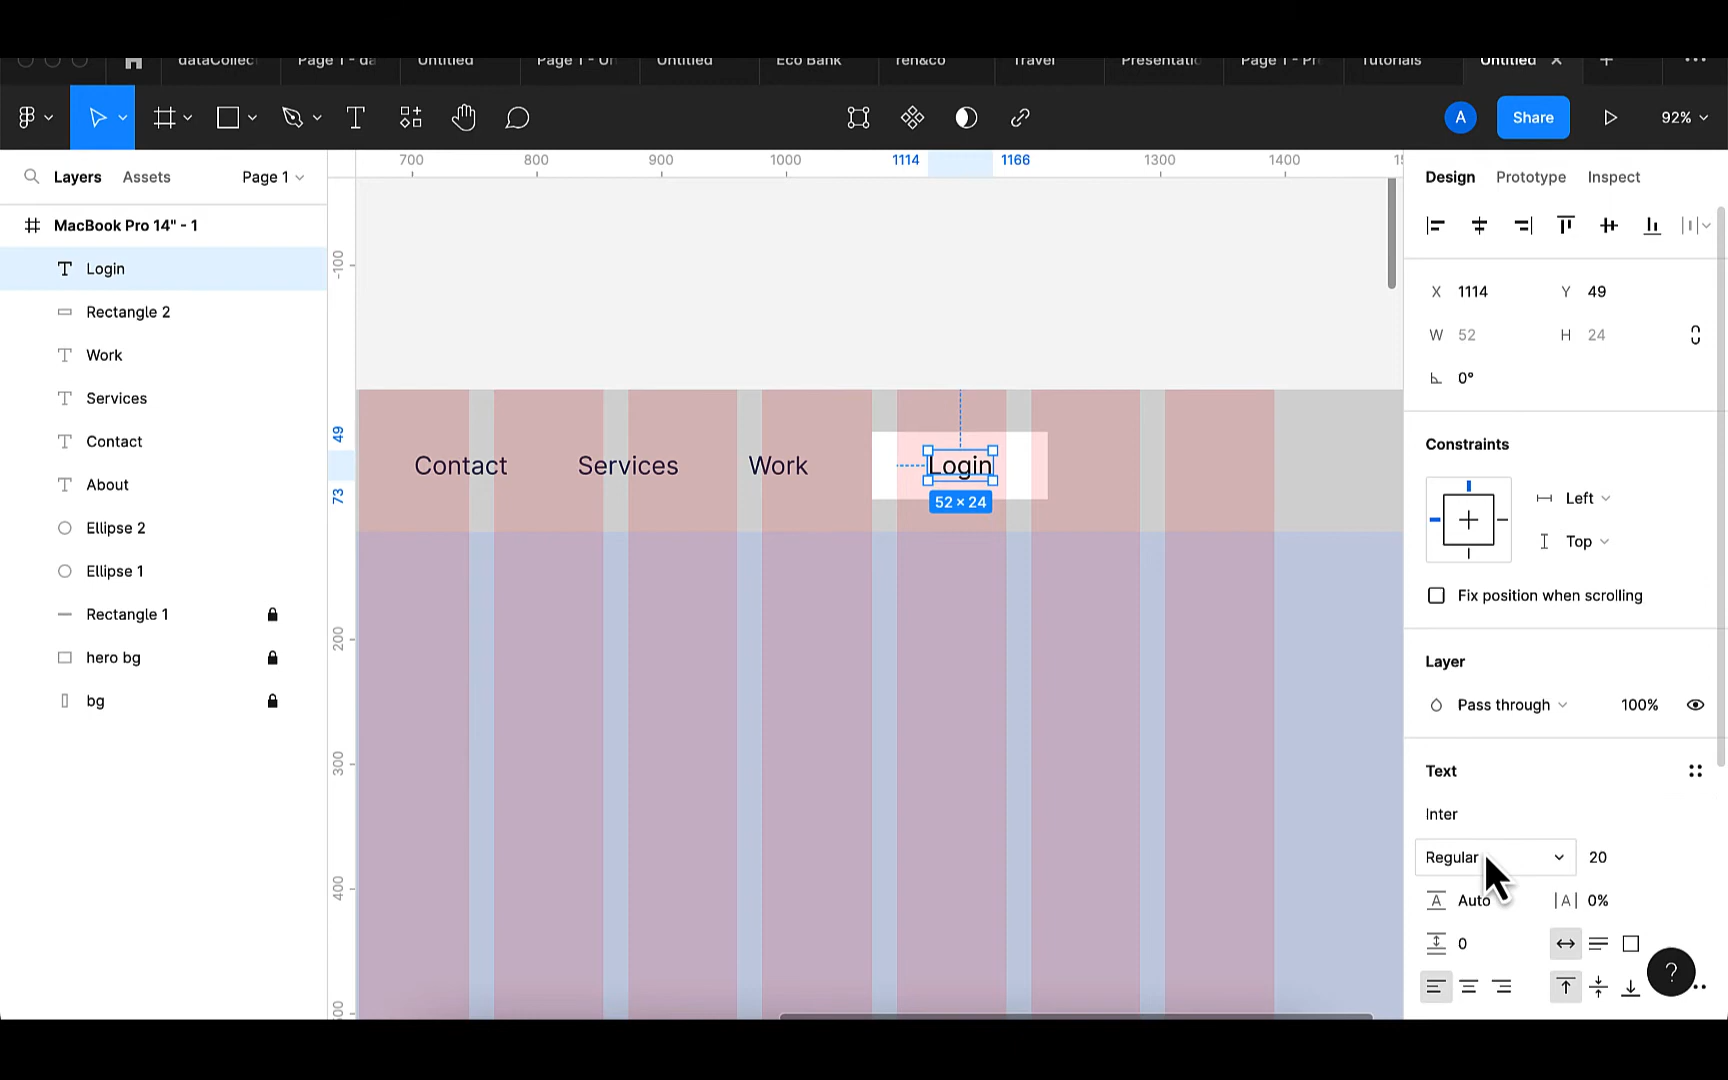 dataCollec Page 1 - da Untitled Page 1 - Un Untitled Eco Bank ren&co Travel Presentatic Page 1 - Pr Tutorials Untitled
A Share 92%
Layers Assets Page 1
700 800 900 1000 1114 1166 1300 1400
Design Prototype Inspect
MacBook Pro 14" - 1
Login
Rectangle 2
Work
Services
Contact
About
Ellipse 2
Ellipse 1
Rectangle 1
hero bg
bg
-100
49
73
200
300
400
Contact Services Work Login
52 × 24
X 1114 Y 49
W 52 H 24
0°
Constraints
Left
Top
Fix position when scrolling
Layer
Pass through 100%
Text
Inter
Regular 20
A Auto |A| 0%
0
?